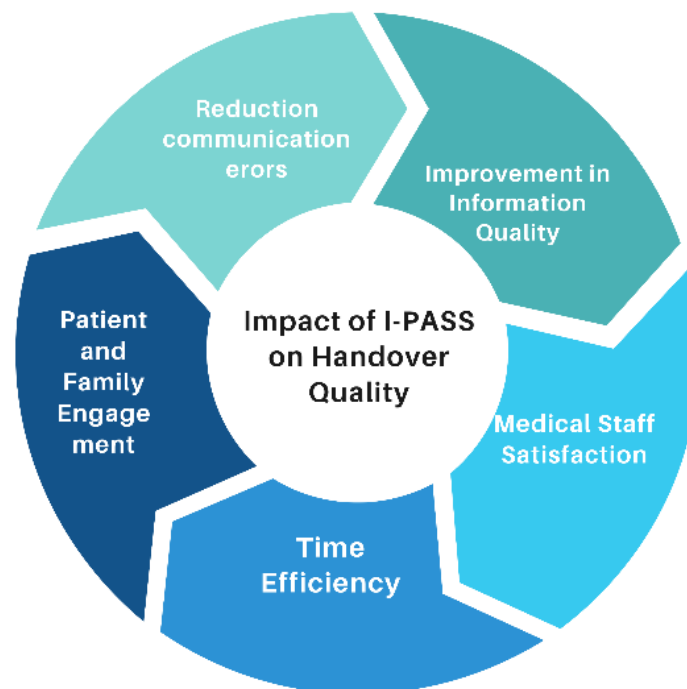 Reduction
communication
erors
Improvement in
Information
Quality
Medical Staff
Satisfaction
Time
Efficiency
Patient
and
Family
Engage
ment
Impact of I-PASS
on Handover
Quality